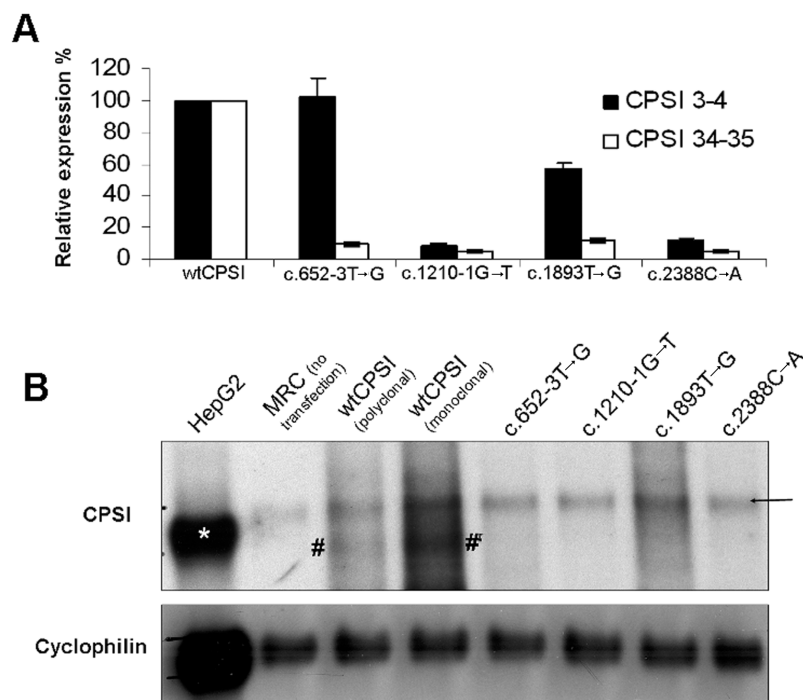 A
Relative expression %
120
100
80
60
40
20
0
CPSI 3-4
CPSI 34-35
wtCPSI
c.652-3T→G
c.1210-1G→T
c.1893T→G
c.2388C→A
B
HepG2
MRC (no transfection)
wtCPSI (polyclonal)
wtCPSI (monoclonal)
c.652-3T→G
c.1210-1G→T
c.1893T→G
c.2388C→A
CPSI
*
#
#
Cyclophilin